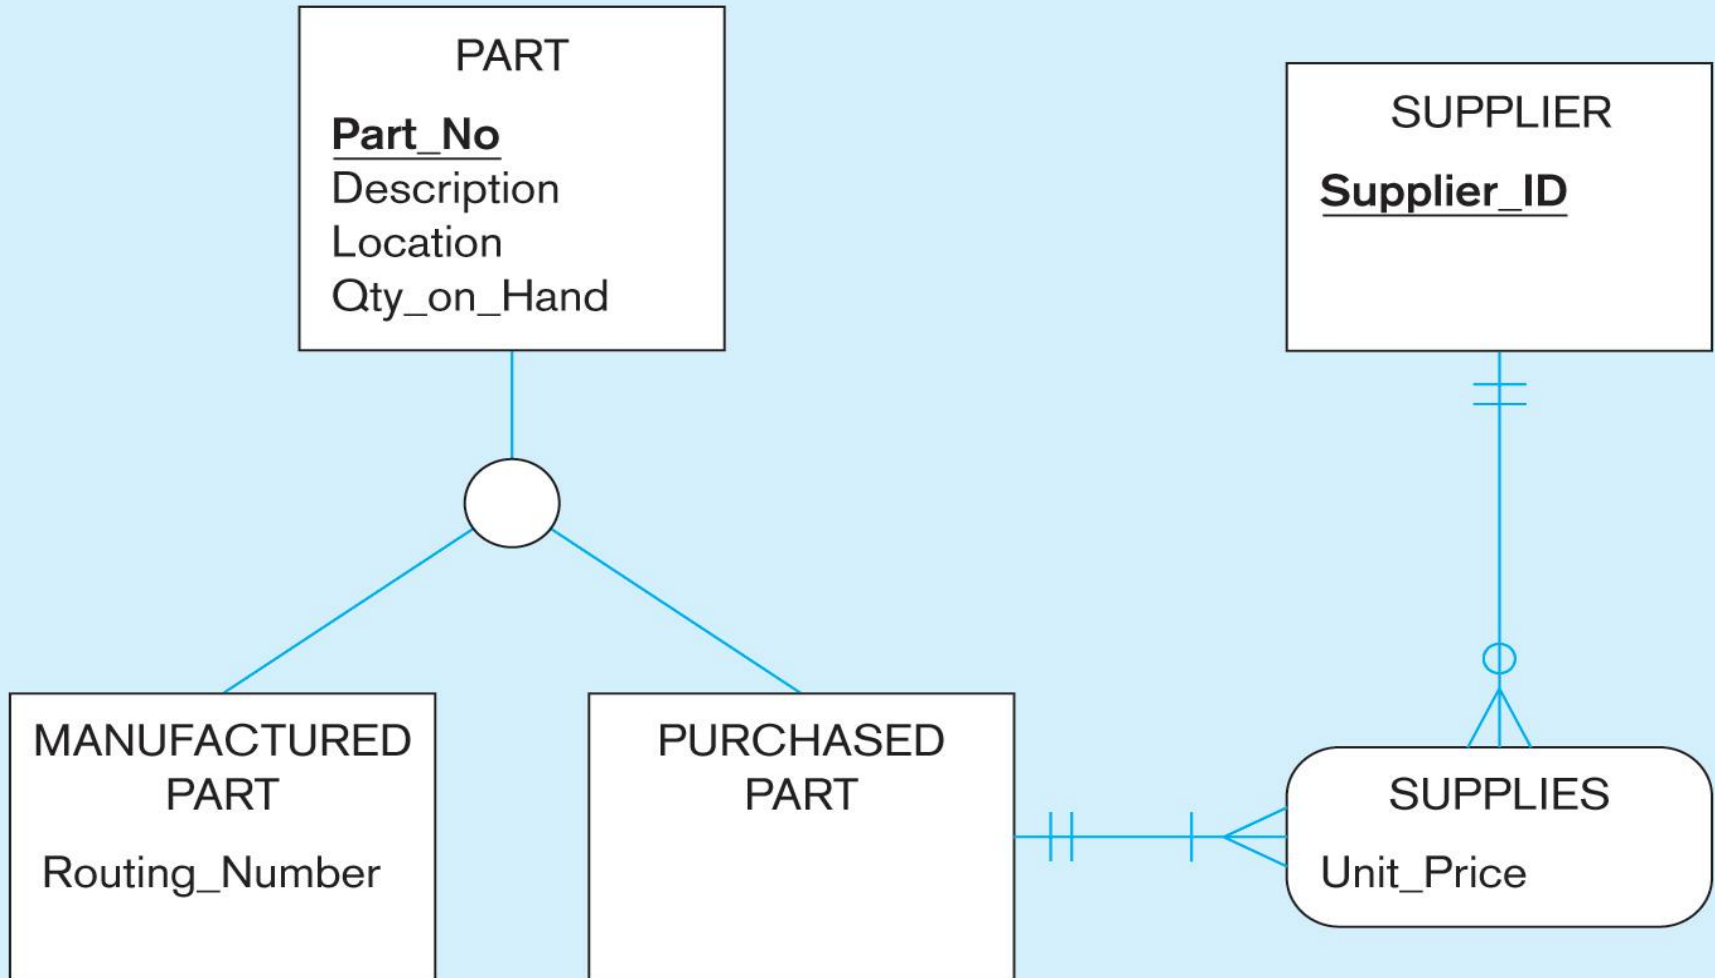 PART
Part_No
Description
Location
Qty_on_Hand
SUPPLIER
Supplier_ID
MANUFACTURED
PART
Routing_Number
PURCHASED
PART
SUPPLIES
Unit_Price